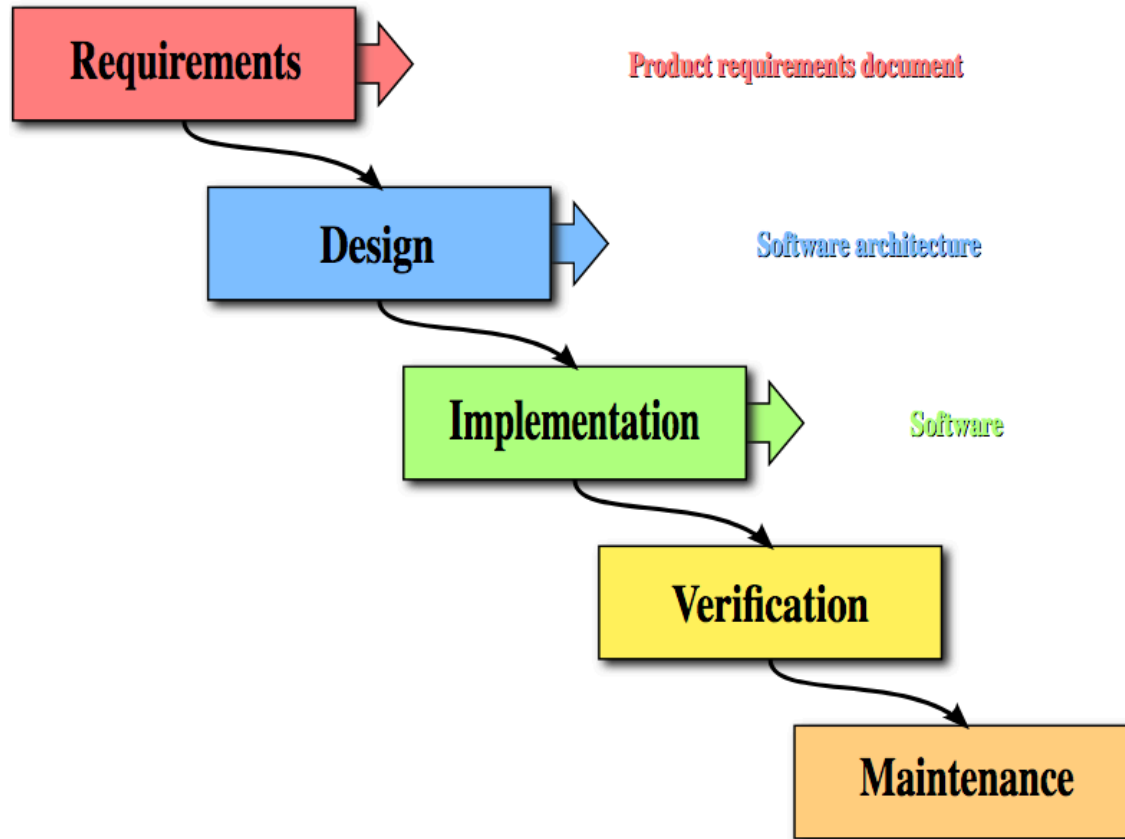 Requirements
Product requirements document
Design
Software architecture
Implementation
Software
Verification
Maintenance